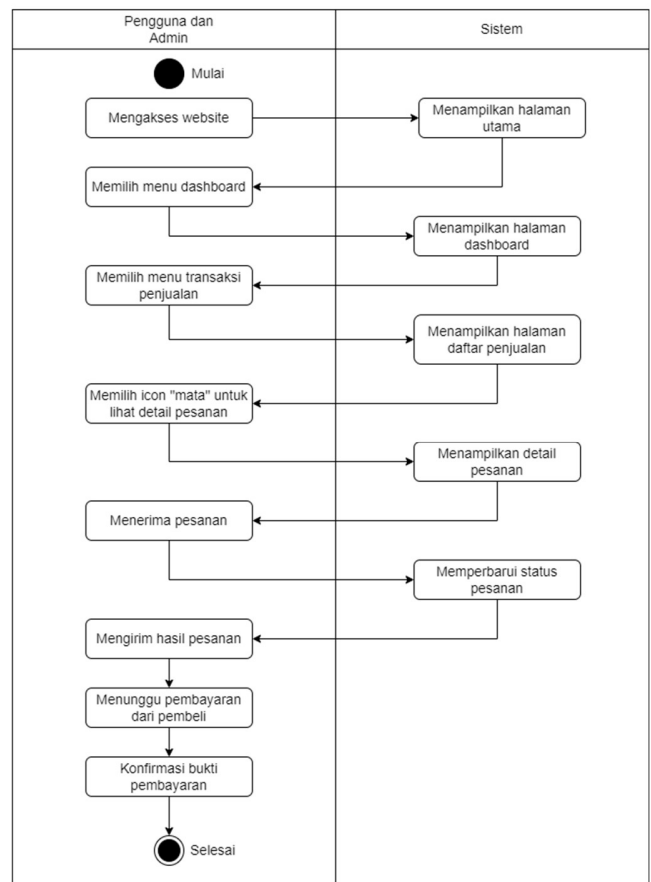 Pengguna dan
Admin
Sistem
Mulai
Mengakses website
Menampilkan halaman
utama
Memilih menu dashboard
Menampilkan halaman
dashboard
Memilih menu transaksi
penjualan
Menampilkan halaman
daftar penjualan
Memilih icon "mata" untuk
lihat detail pesanan
Menampilkan detail
pesanan
Menerima pesanan
Memperbarui status
pesanan
Mengirim hasil pesanan
Menunggu pembayaran
dari pembeli
Konfirmasi bukti
pembayaran
Selesai